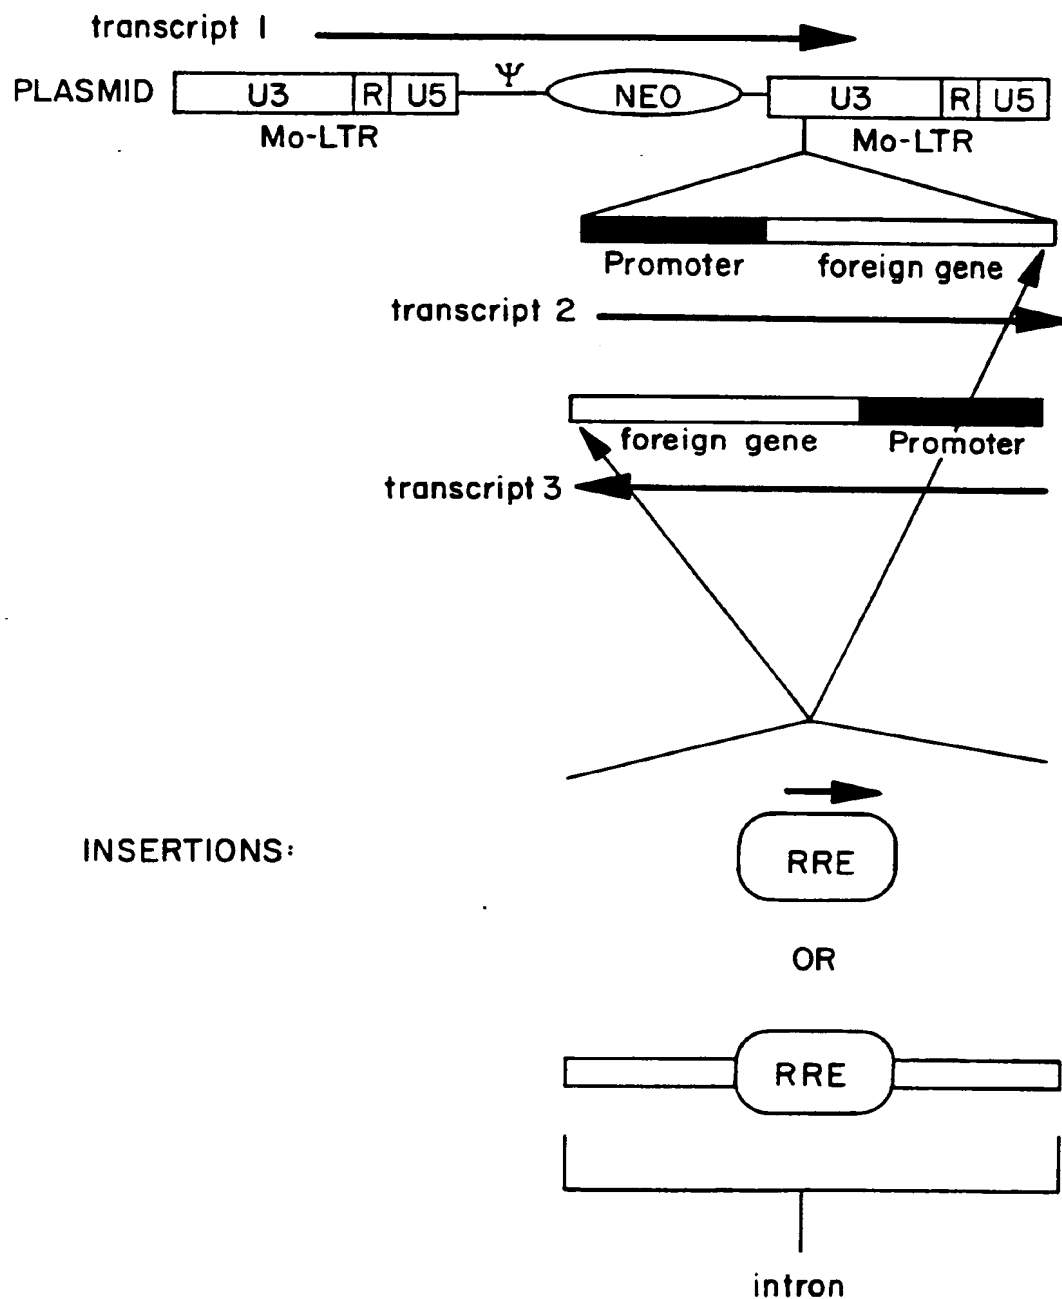 transcript 1
Ψ
PLASMID U3 R U5 NEO U3 R U5
Mo-LTR Mo-LTR
Promoter foreign gene
transcript 2
foreign gene Promoter
transcript 3
INSERTIONS:
RRE
OR
RRE
intron